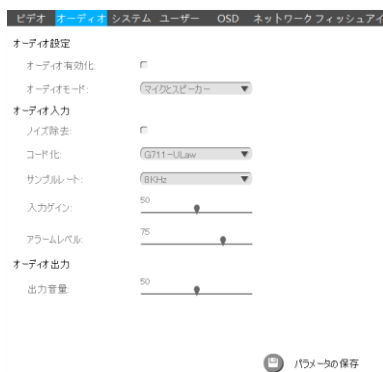 ビデオ オーディオ システム ユーザー OSD ネットワーク フィッシュアイ
オーディオ設定
オーディオ有効化:
オーディオモード: マイクとスピーカー
オーディオ入力
ノイズ除去:
コード化: G711-ULaw
サンプルレート: 8KHz
入力ゲイン: 50
アラームレベル: 75
オーディオ出力
出力音量: 50
パラメータの保存